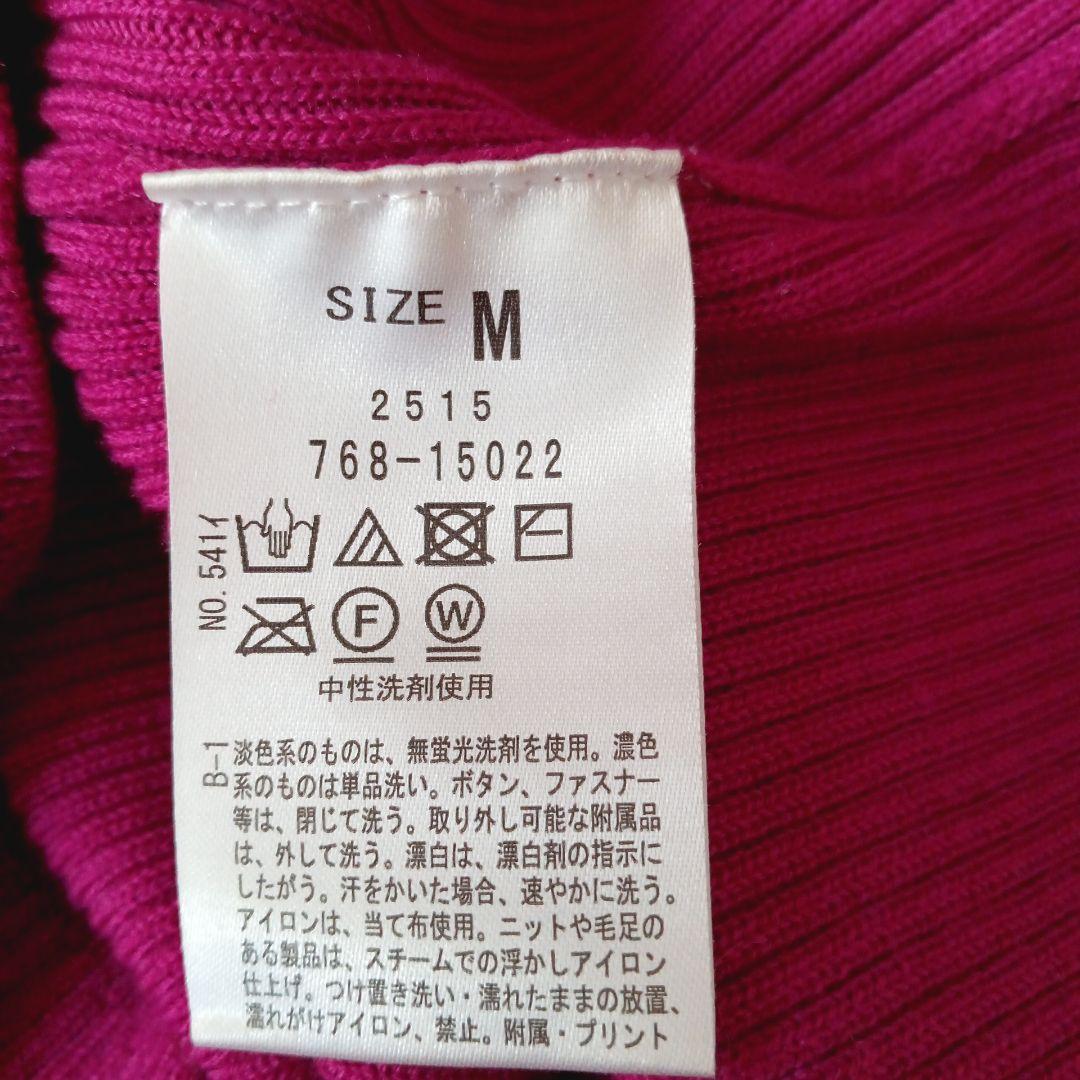 SIZE M
2515
768-15022
NO. 541イ
F W
中性洗剤使用
B-1
淡色系のものは、無蛍光洗剤を使用。濃色
系のものは単品洗い。ボタン、ファスナー
等は、閉じて洗う。取り外し可能な附属品
は、外して洗う。漂白は、漂白剤の指示に
したがう。汗をかいた場合、速やかに洗う。
アイロンは、当て布使用。ニットや毛足の
ある製品は、スチームでの浮かしアイロン
仕上げ。つけ置き洗い・濡れたままの放置、
濡れがけアイロン、禁止。附属・プリント